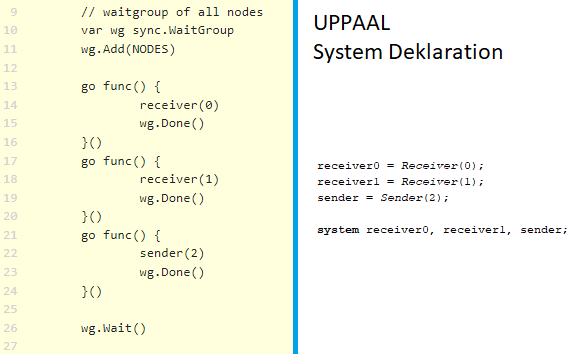 9 // waitgroup of all nodes
10 var wg sync.WaitGroup
11 wg.Add(NODES)
12
13 go func() {
14 receiver(0)
15 wg.Done()
16 }()
17 go func() {
18 receiver(1)
19 wg.Done()
20 }()
21 go func() {
22 sender(2)
23 wg.Done()
24 }()
25
26 wg.Wait()
27
UPPAAL
System Deklaration
receiver0 = Receiver(0);
receiver1 = Receiver(1);
sender = Sender(2);
system receiver0, receiver1, sender;